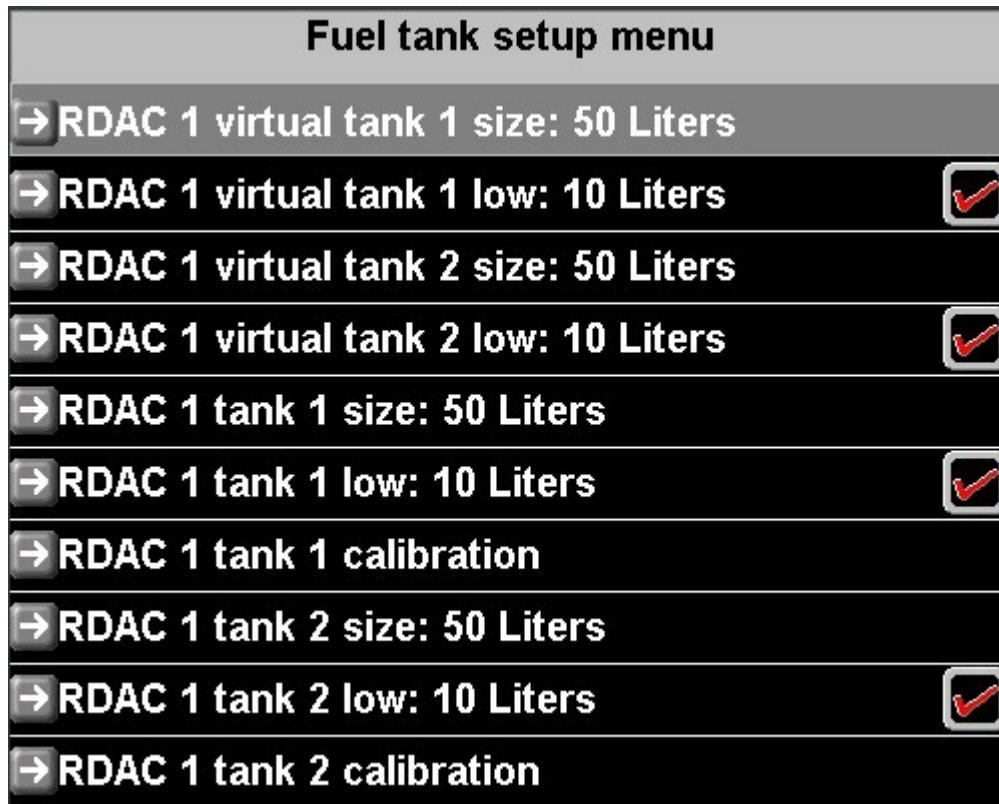 Fuel tank setup menu
RDAC 1 virtual tank 1 size: 50 Liters
RDAC 1 virtual tank 1 low: 10 Liters
RDAC 1 virtual tank 2 size: 50 Liters
RDAC 1 virtual tank 2 low: 10 Liters
RDAC 1 tank 1 size: 50 Liters
RDAC 1 tank 1 low: 10 Liters
RDAC 1 tank 1 calibration
RDAC 1 tank 2 size: 50 Liters
RDAC 1 tank 2 low: 10 Liters
RDAC 1 tank 2 calibration